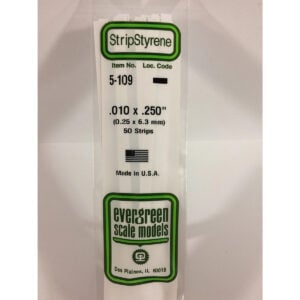 StripStyrene
Item No. Loc. Code
5-109
.010 x .250"
(0.25 x 6.3 mm)
50 Strips
Made in U.S.A.
evergreen
scale models
Des Plaines, IL 60018